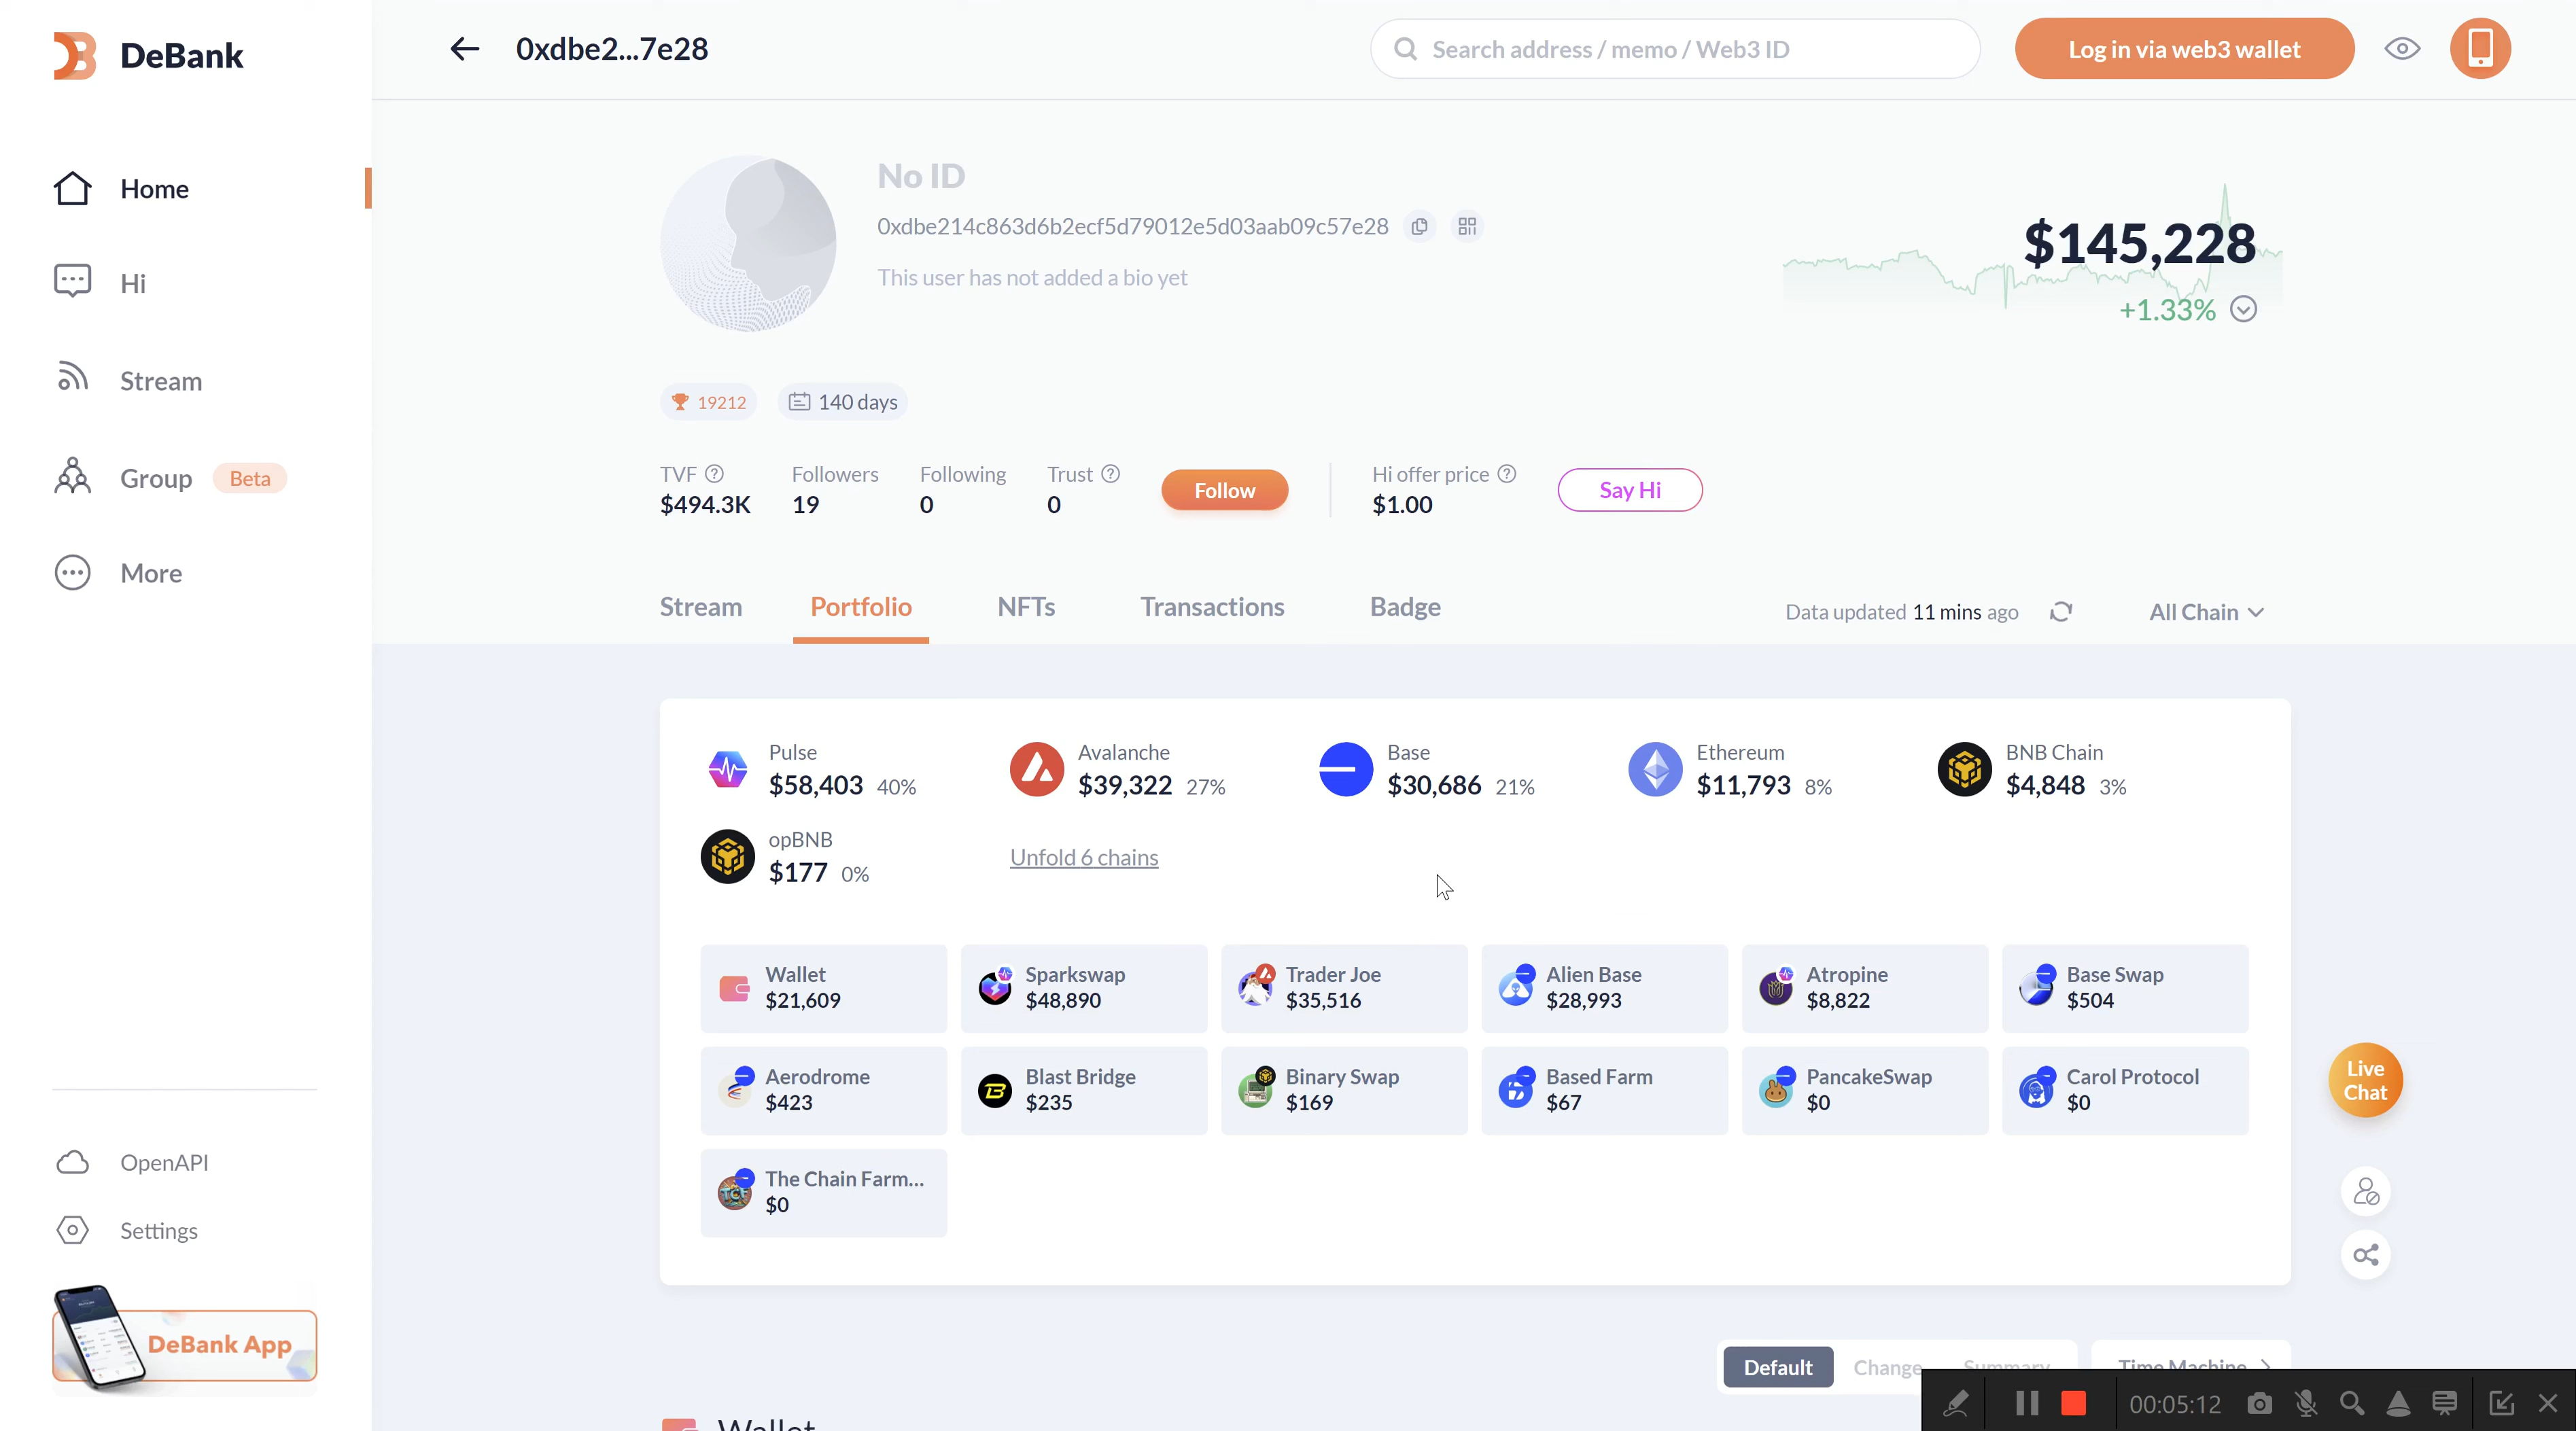 DeBank
0xdbe2...7e28
Search address / memo / Web3 ID
Log in via web3 wallet
Home
Hi
Stream
Group Beta
More
OpenAPI
Settings
DeBank App
No ID
0xdbe214c863d6b2ecf5d79012e5d03aab09c57e28
This user has not added a bio yet
$145,228
+1.33%
19212
140 days
TVF Followers Following Trust Hi offer price
$494.3K 19 0 0 $1.00
Follow
Say Hi
Stream Portfolio NFTs Transactions Badge
Data updated 11 mins ago
All Chain
Pulse
$58,403 40%
Avalanche
$39,322 27%
Base
$30,686 21%
Ethereum
$11,793 8%
BNB Chain
$4,848 3%
opBNB
$177 0%
Unfold 6 chains
Wallet
$21,609
Sparkswap
$48,890
Trader Joe
$35,516
Alien Base
$28,993
Atropine
$8,822
Base Swap
$504
Aerodrome
$423
Blast Bridge
$235
Binary Swap
$169
Based Farm
$67
PancakeSwap
$0
Carol Protocol
$0
The Chain Farm...
$0
Live
Chat
Default Change Summary Time Machine
Wallet
00:05:12